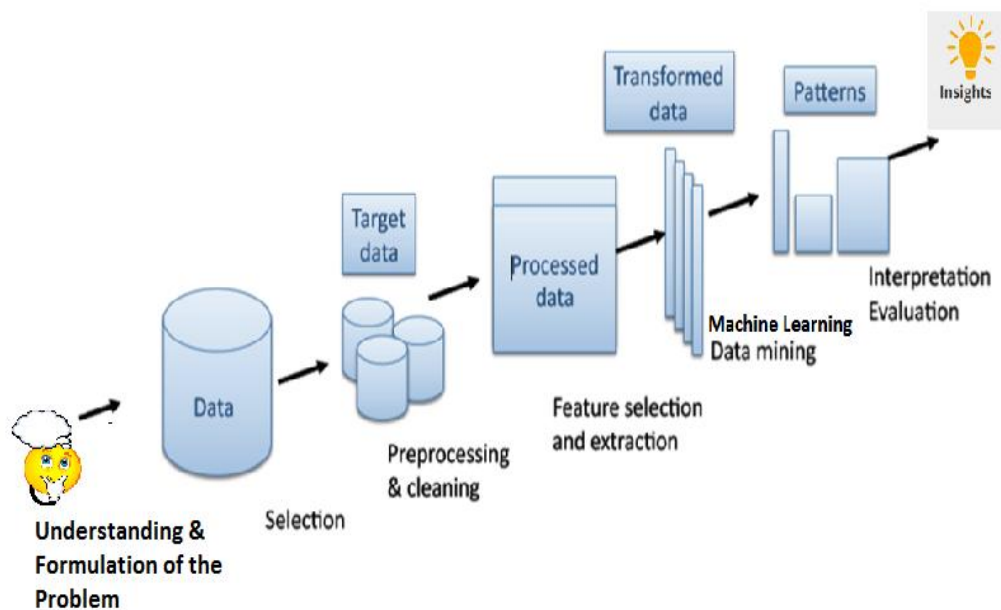 Understanding &
Formulation of the
Problem
Data
Selection
Target
data
Preprocessing
& cleaning
Processed
data
Feature selection
and extraction
Transformed
data
Machine Learning
Data mining
Patterns
Interpretation
Evaluation
Insights